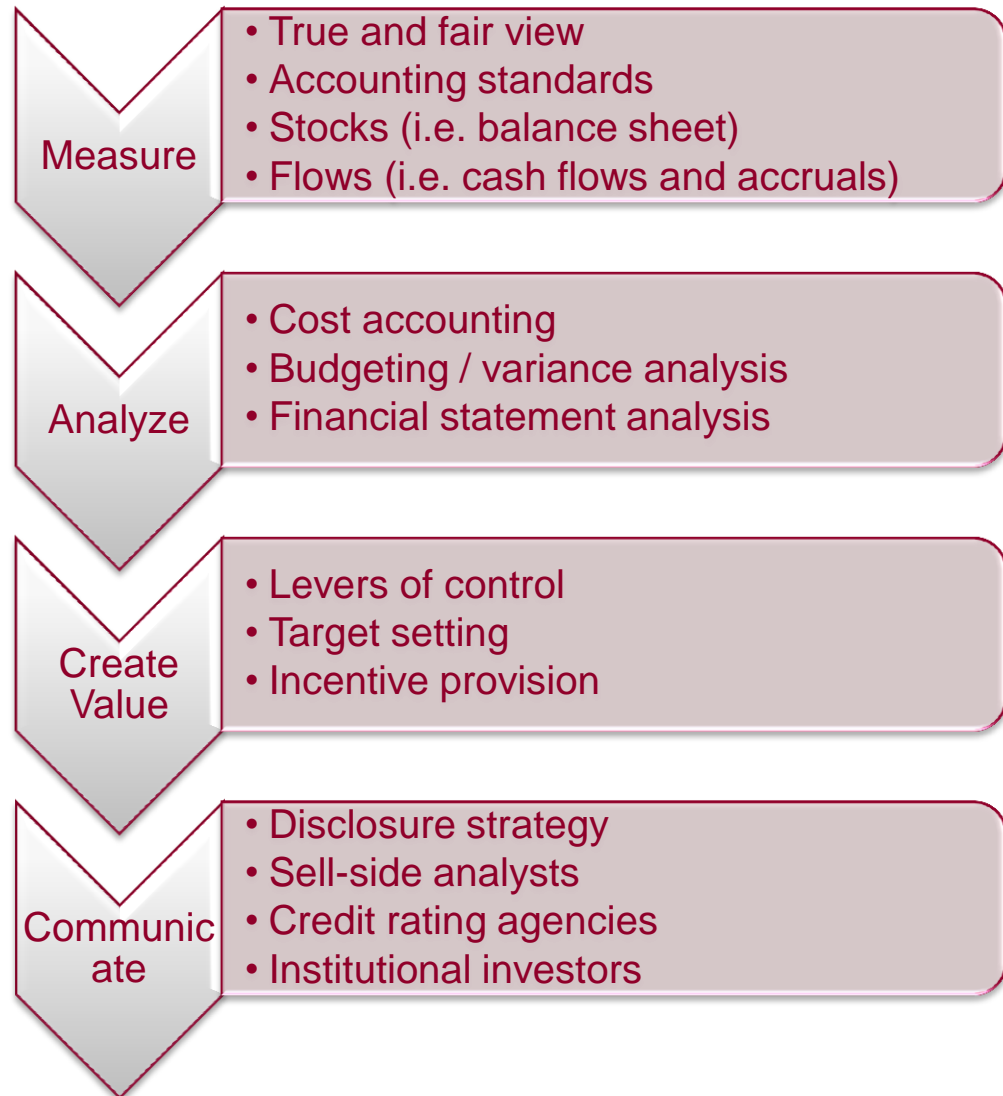 Measure
• True and fair view
• Accounting standards
• Stocks (i.e. balance sheet)
• Flows (i.e. cash flows and accruals)
Analyze
• Cost accounting
• Budgeting / variance analysis
• Financial statement analysis
Create
Value
• Levers of control
• Target setting
• Incentive provision
Communic
ate
• Disclosure strategy
• Sell-side analysts
• Credit rating agencies
• Institutional investors